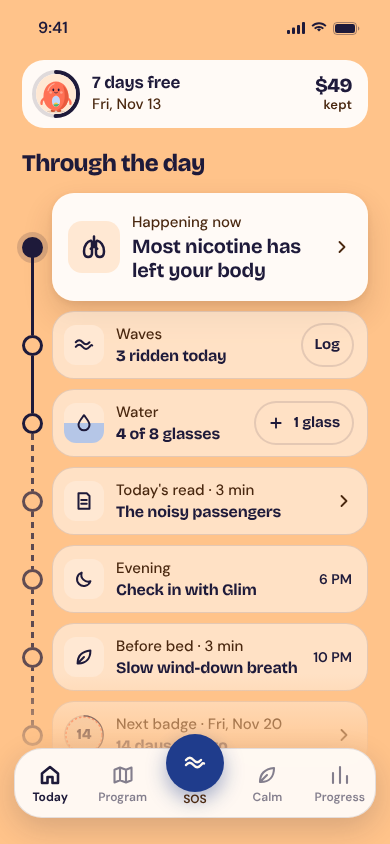 9:41
7 days free
Fri, Nov 13
$49
kept
Through the day
Happening now
Most nicotine has
left your body
Waves
3 ridden today
Log
Water
4 of 8 glasses
+ 1 glass
Today's read · 3 min
The noisy passengers
Evening
Check in with Glim
6 PM
Before bed · 3 min
Slow wind-down breath
10 PM
14
Next badge · Fri, Nov 20
14 days
Today
Program
SOS
Calm
Progress